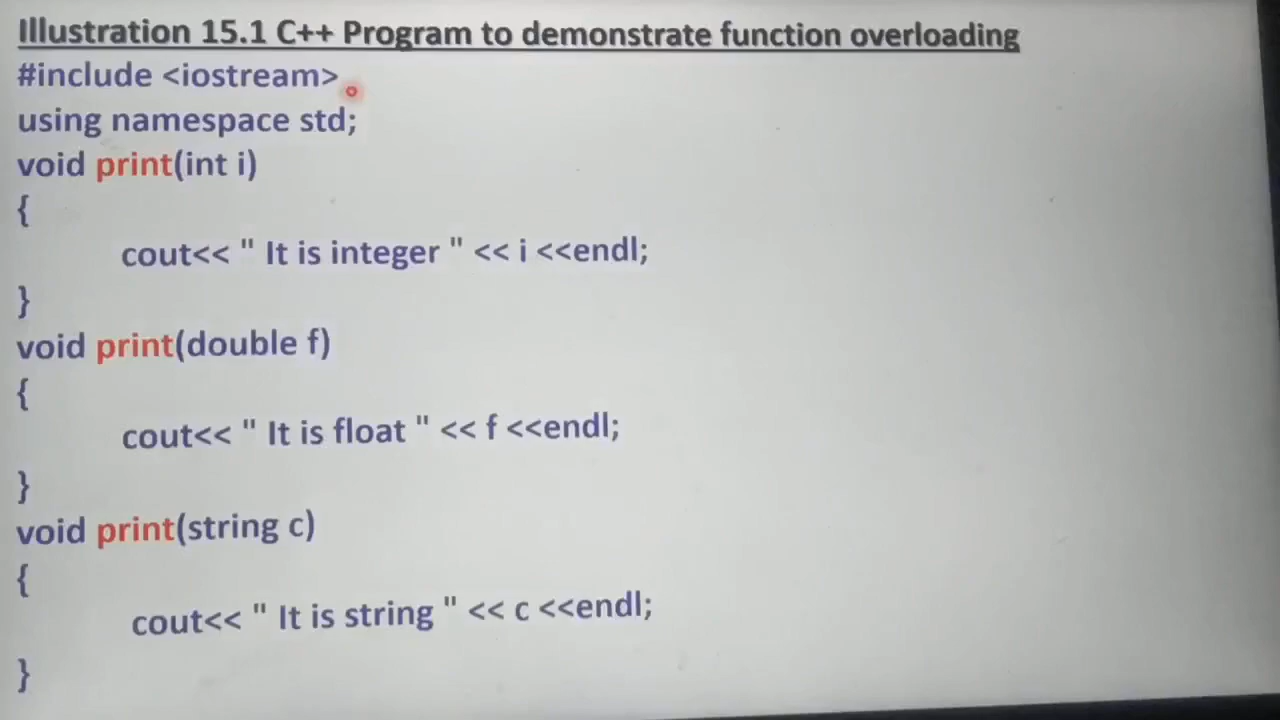 Illustration 15.1 C++ Program to demonstrate function overloading
#include <iostream>
using namespace std;
void print(int i)
{
cout<< " It is integer " << i <<endl;
}
void print(double f)
{
cout<< " It is float " << f <<endl;
}
void print(string c)
{
cout<< " It is string " << c <<endl;
}